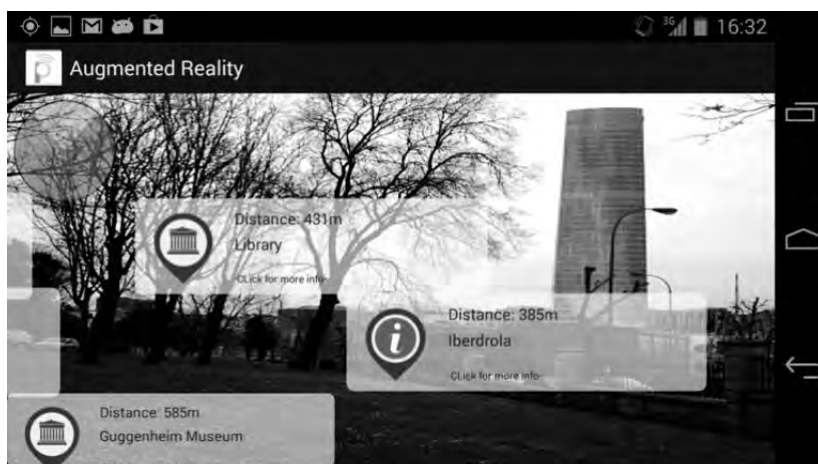 3G 16:32
Augmented Reality
Distance: 431m
Library
CLick for more info-
Distance: 385m
Iberdrola
-CLick for more info-
Distance: 585m
Guggenheim Museum